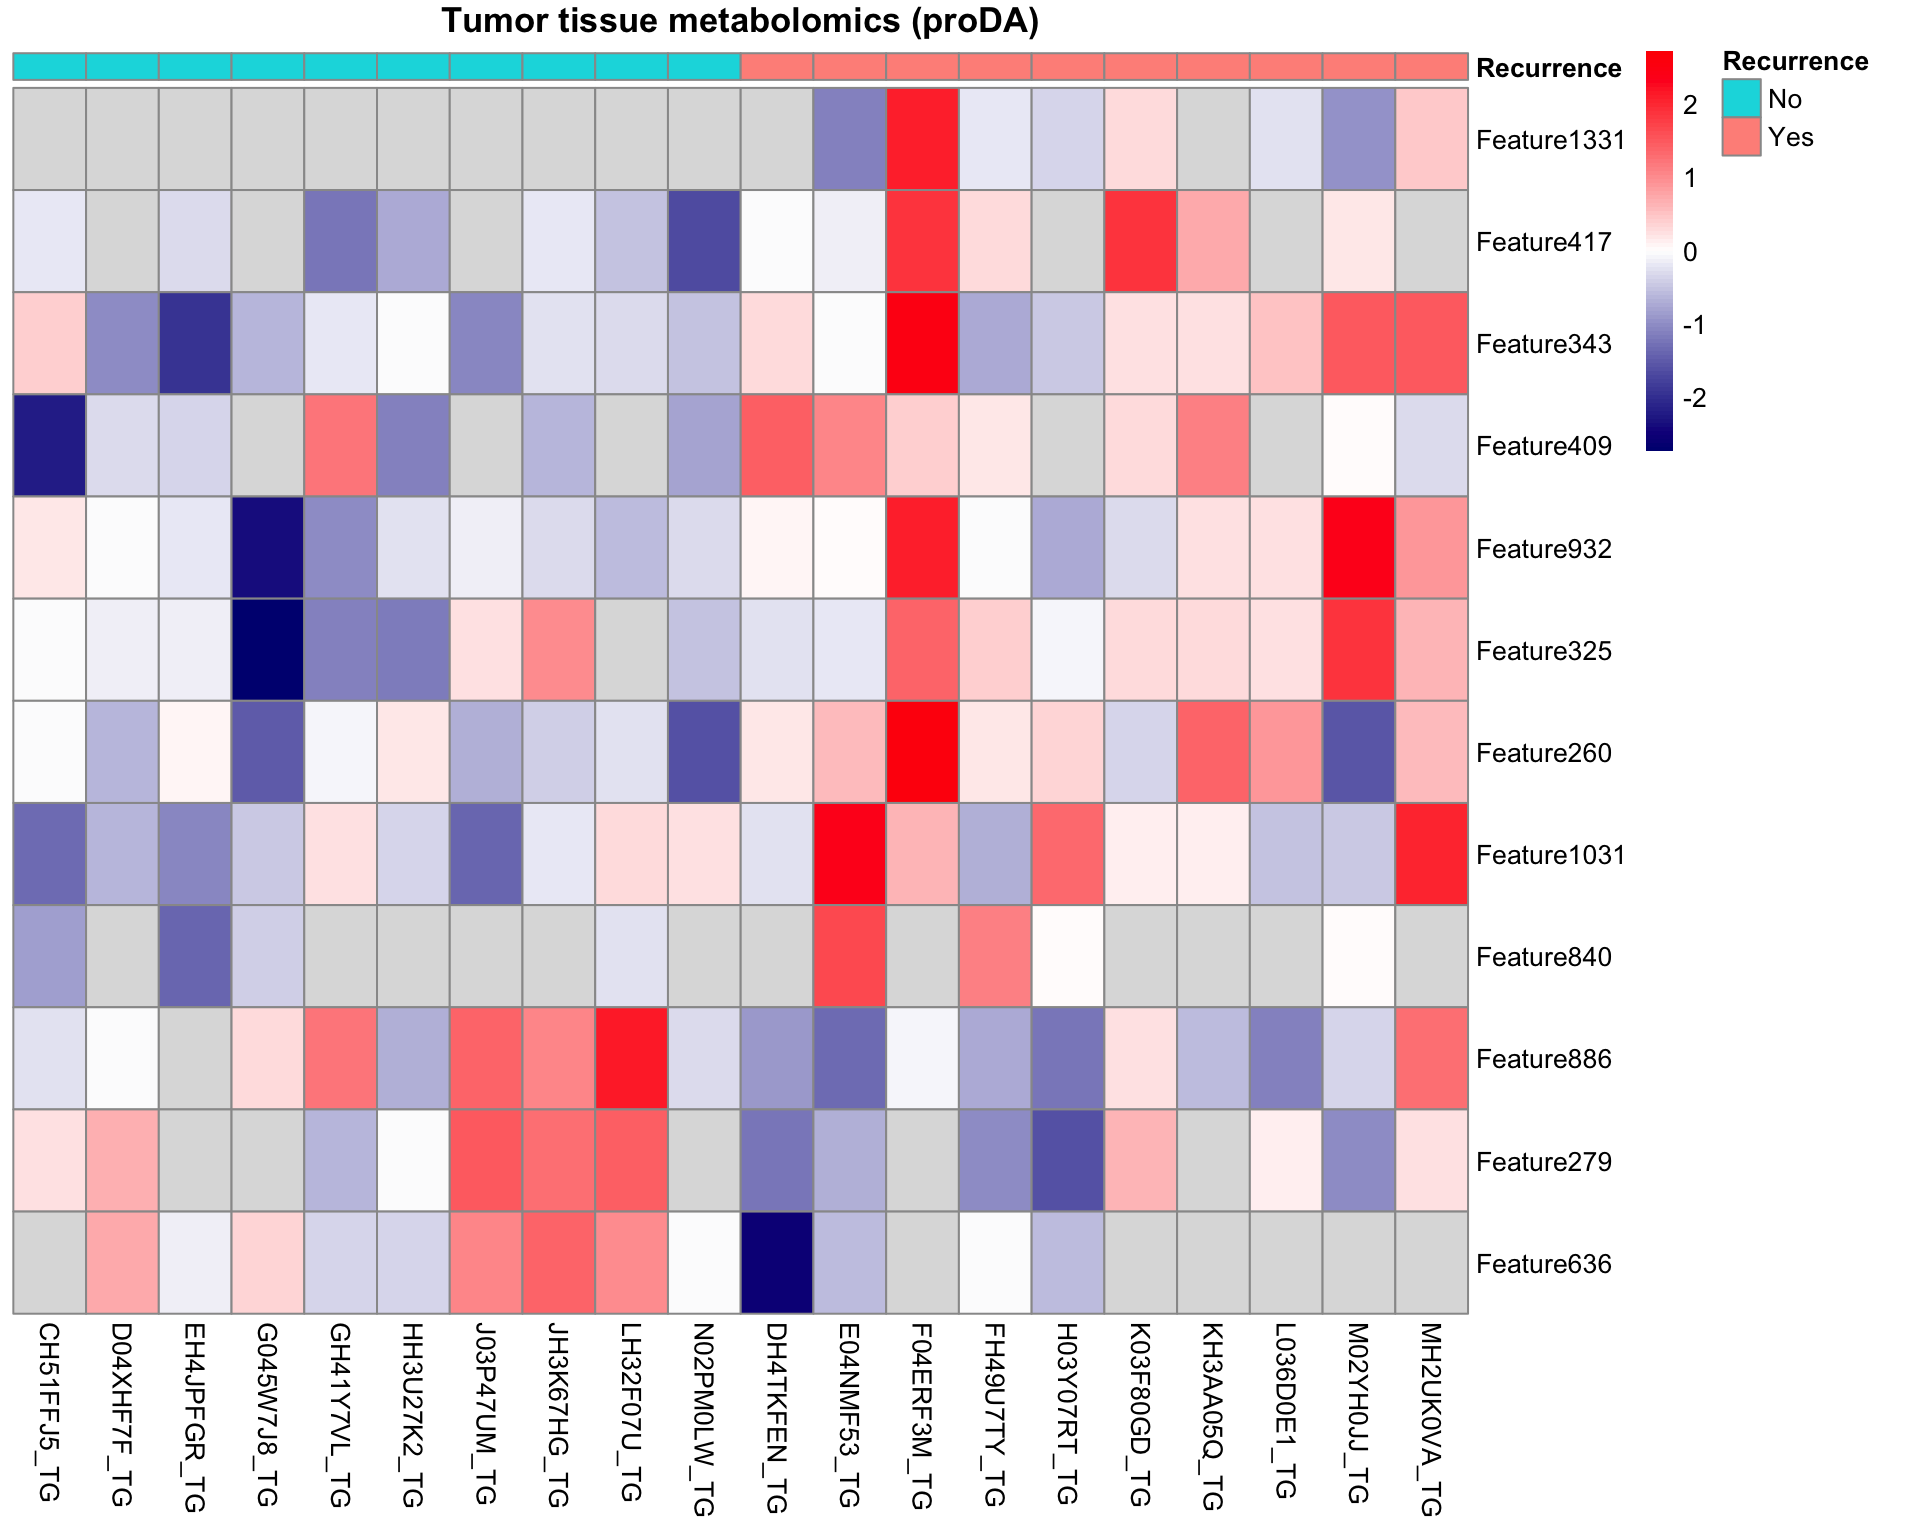 Tumor tissue metabolomics (proDA)
Recurrence
Recurrence
No
Yes
2
1
0
-1
-2
Feature1331
Feature417
Feature343
Feature409
Feature932
Feature325
Feature260
Feature1031
Feature840
Feature886
Feature279
Feature636
CH51FFJ5_TG
D04XHF7F_TG
EH4JPFGR_TG
G045W7J8_TG
GH41Y7VL_TG
HH3U27K2_TG
J03P47UM_TG
JH3K67HG_TG
LH32F07U_TG
N02PM0LW_TG
DH4TKFEN_TG
E04NMF53_TG
F04ERF3M_TG
FH49U7TY_TG
H03Y07RT_TG
K03F80GD_TG
KH3AA05Q_TG
L036D0E1_TG
M02YH0JJ_TG
MH2UK0VA_TG